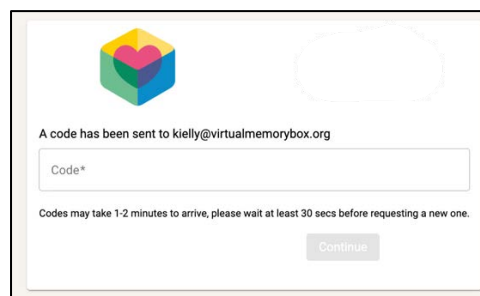 A code has been sent to kielly@virtualmemorybox.org
Code*
Codes may take 1-2 minutes to arrive, please wait at least 30 secs before requesting a new one.
Continue